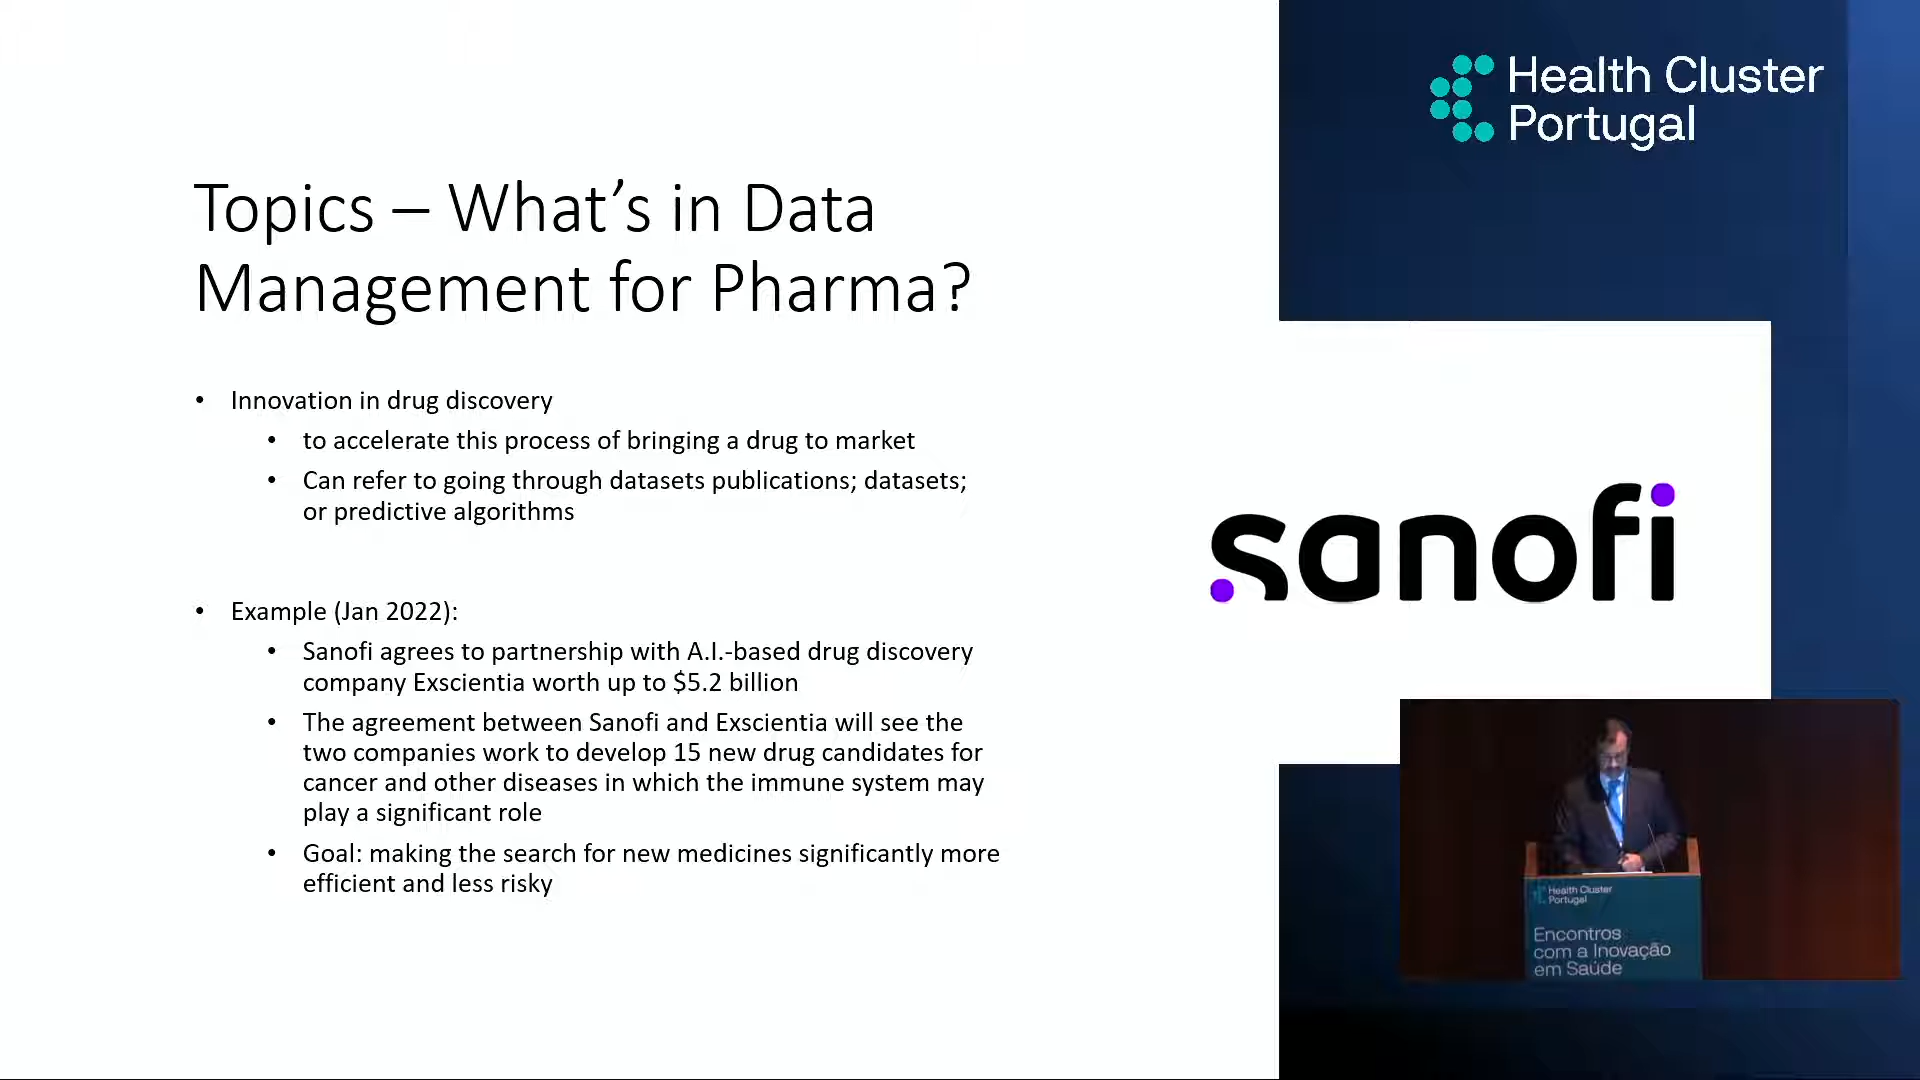 Health Cluster
Portugal
Topics – What’s in Data
Management for Pharma?
• Innovation in drug discovery
• to accelerate this process of bringing a drug to market
• Can refer to going through datasets publications; datasets;
or predictive algorithms
• Example (Jan 2022):
• Sanofi agrees to partnership with A.I.-based drug discovery
company Exscientia worth up to $5.2 billion
• The agreement between Sanofi and Exscientia will see the
two companies work to develop 15 new drug candidates for
cancer and other diseases in which the immune system may
play a significant role
• Goal: making the search for new medicines significantly more
efficient and less risky
sanofi
Health Cluster
Portugal
Encontros
com a Inovação
em Saúde